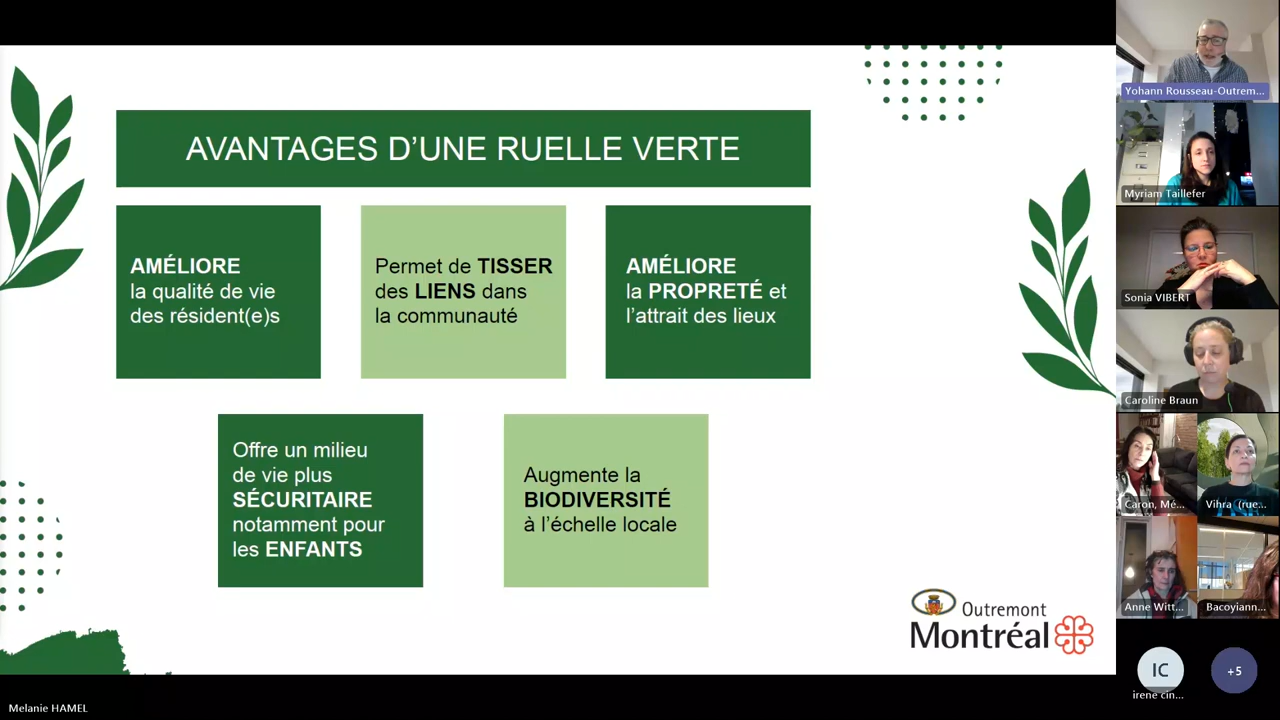 AVANTAGES D’UNE RUELLE VERTE
AMÉLIORE
la qualité de vie
des résident(e)s
Permet de TISSER
des LIENS dans
la communauté
AMÉLIORE
la PROPRETÉ et
l’attrait des lieux
Offre un milieu
de vie plus
SÉCURITAIRE
notamment pour
les ENFANTS
Augmente la
BIODIVERSITÉ
à l’échelle locale
Outremont
Montréal
Melanie HAMEL
Yohann Rousseau-Outrem...
Myriam Taillefer
Sonia VIBERT
Caroline Braun
Caron, Mé...
Vihra (rue...
Anne Witt...
Bacoyiann...
IC
irene cin...
+5